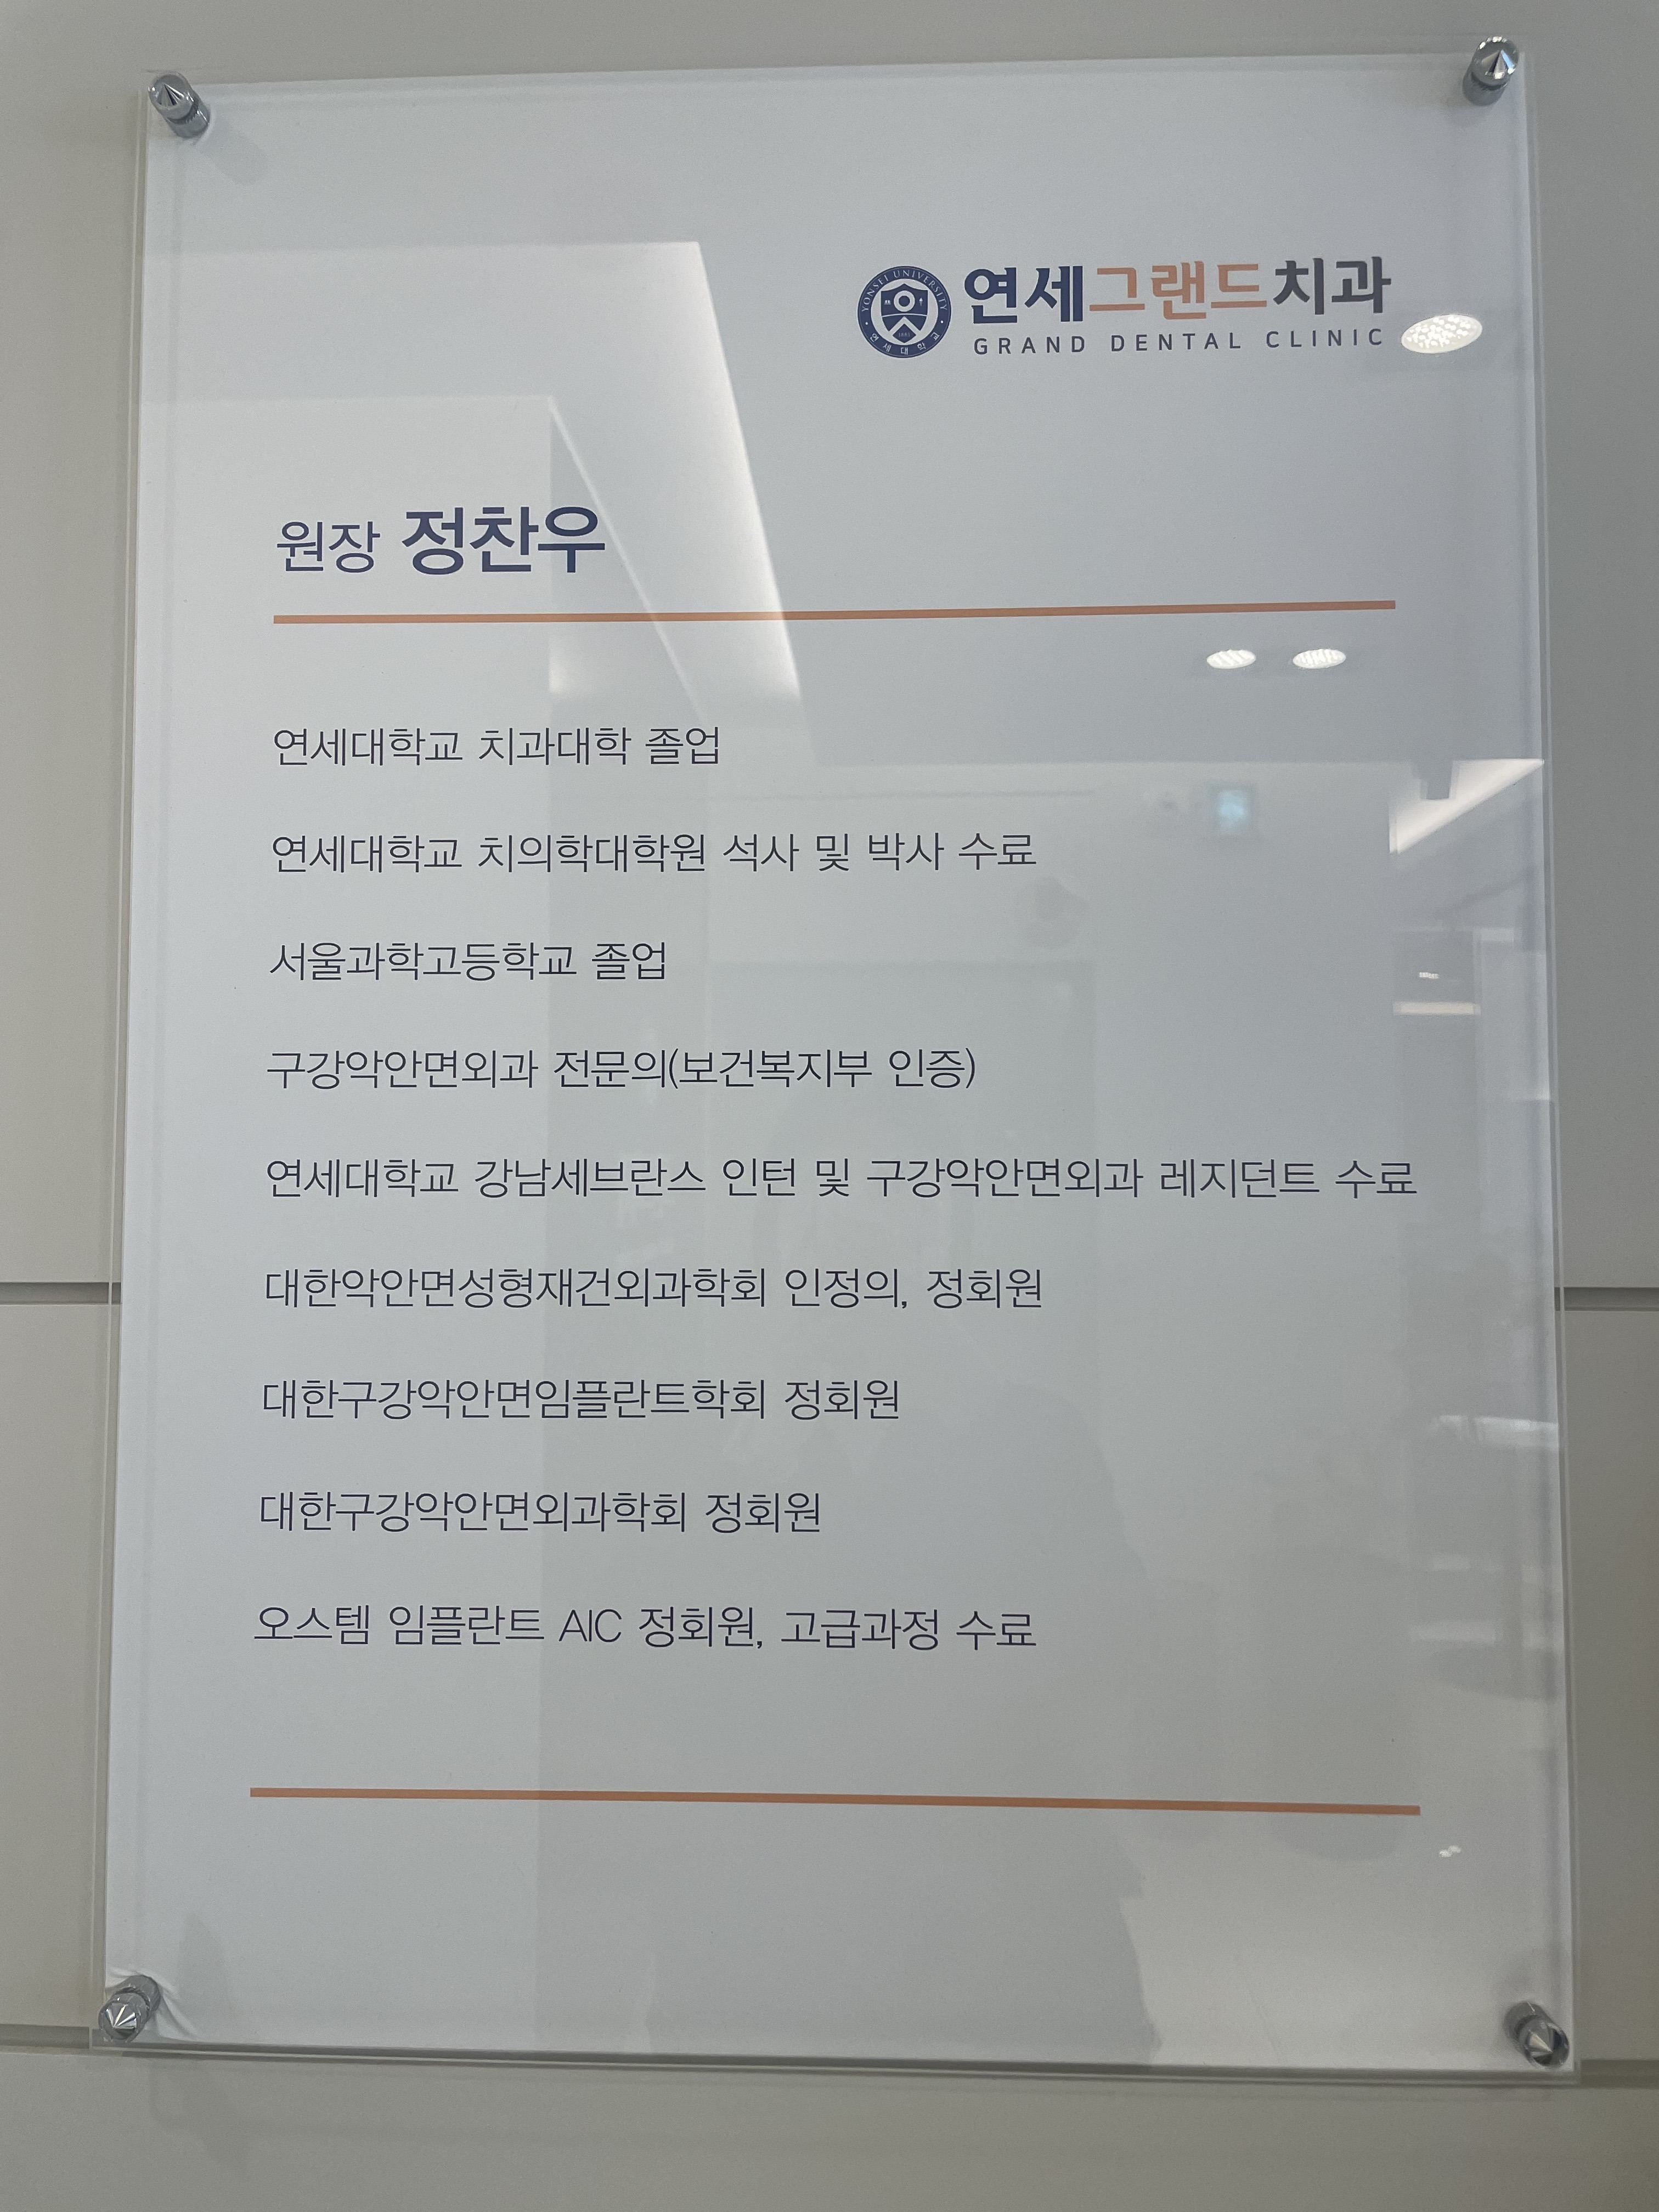 YONSEI UNIVERSITY
연세대학교
연세그랜드치과
GRAND DENTAL CLINIC
원장 정찬우
연세대학교 치과대학 졸업
연세대학교 치의학대학원 석사 및 박사 수료
서울과학고등학교 졸업
구강악안면외과 전문의(보건복지부 인증)
연세대학교 강남세브란스 인턴 및 구강악안면외과 레지던트 수료
대한악안면성형재건외과학회 인정의, 정회원
대한구강악안면임플란트학회 정회원
대한구강악안면외과학회 정회원
오스템 임플란트 AIC 정회원, 고급과정 수료